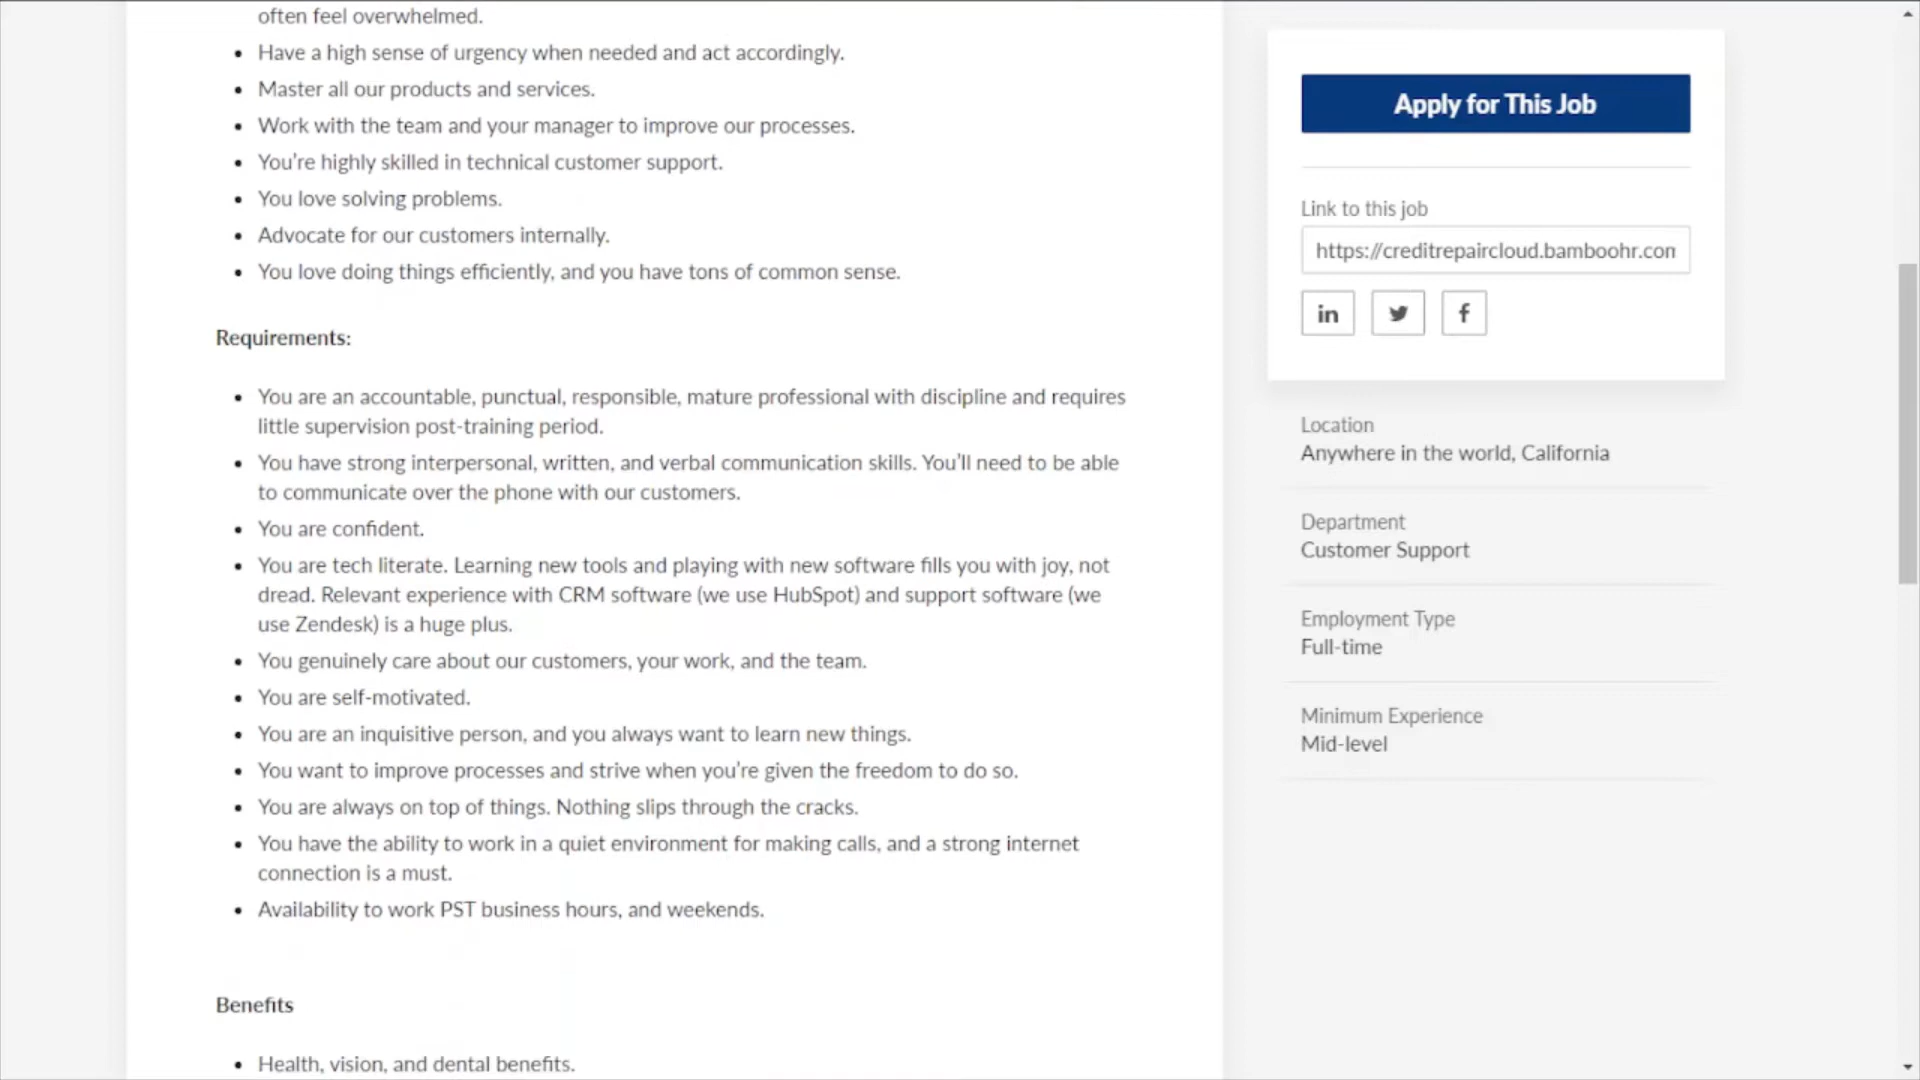 often feel overwhelmed.
• Have a high sense of urgency when needed and act accordingly.
• Master all our products and services.
• Work with the team and your manager to improve our processes.
• You’re highly skilled in technical customer support.
• You love solving problems.
• Advocate for our customers internally.
• You love doing things efficiently, and you have tons of common sense.
Requirements:
• You are an accountable, punctual, responsible, mature professional with discipline and requires
little supervision post-training period.
• You have strong interpersonal, written, and verbal communication skills. You’ll need to be able
to communicate over the phone with our customers.
• You are confident.
• You are tech literate. Learning new tools and playing with new software fills you with joy, not
dread. Relevant experience with CRM software (we use HubSpot) and support software (we
use Zendesk) is a huge plus.
• You genuinely care about our customers, your work, and the team.
• You are self-motivated.
• You are an inquisitive person, and you always want to learn new things.
• You want to improve processes and strive when you’re given the freedom to do so.
• You are always on top of things. Nothing slips through the cracks.
• You have the ability to work in a quiet environment for making calls, and a strong internet
connection is a must.
• Availability to work PST business hours, and weekends.
Benefits
• Health, vision, and dental benefits.
Apply for This Job
Link to this job
https://creditrepaircloud.bamboohr.con
in
f
Location
Anywhere in the world, California
Department
Customer Support
Employment Type
Full-time
Minimum Experience
Mid-level